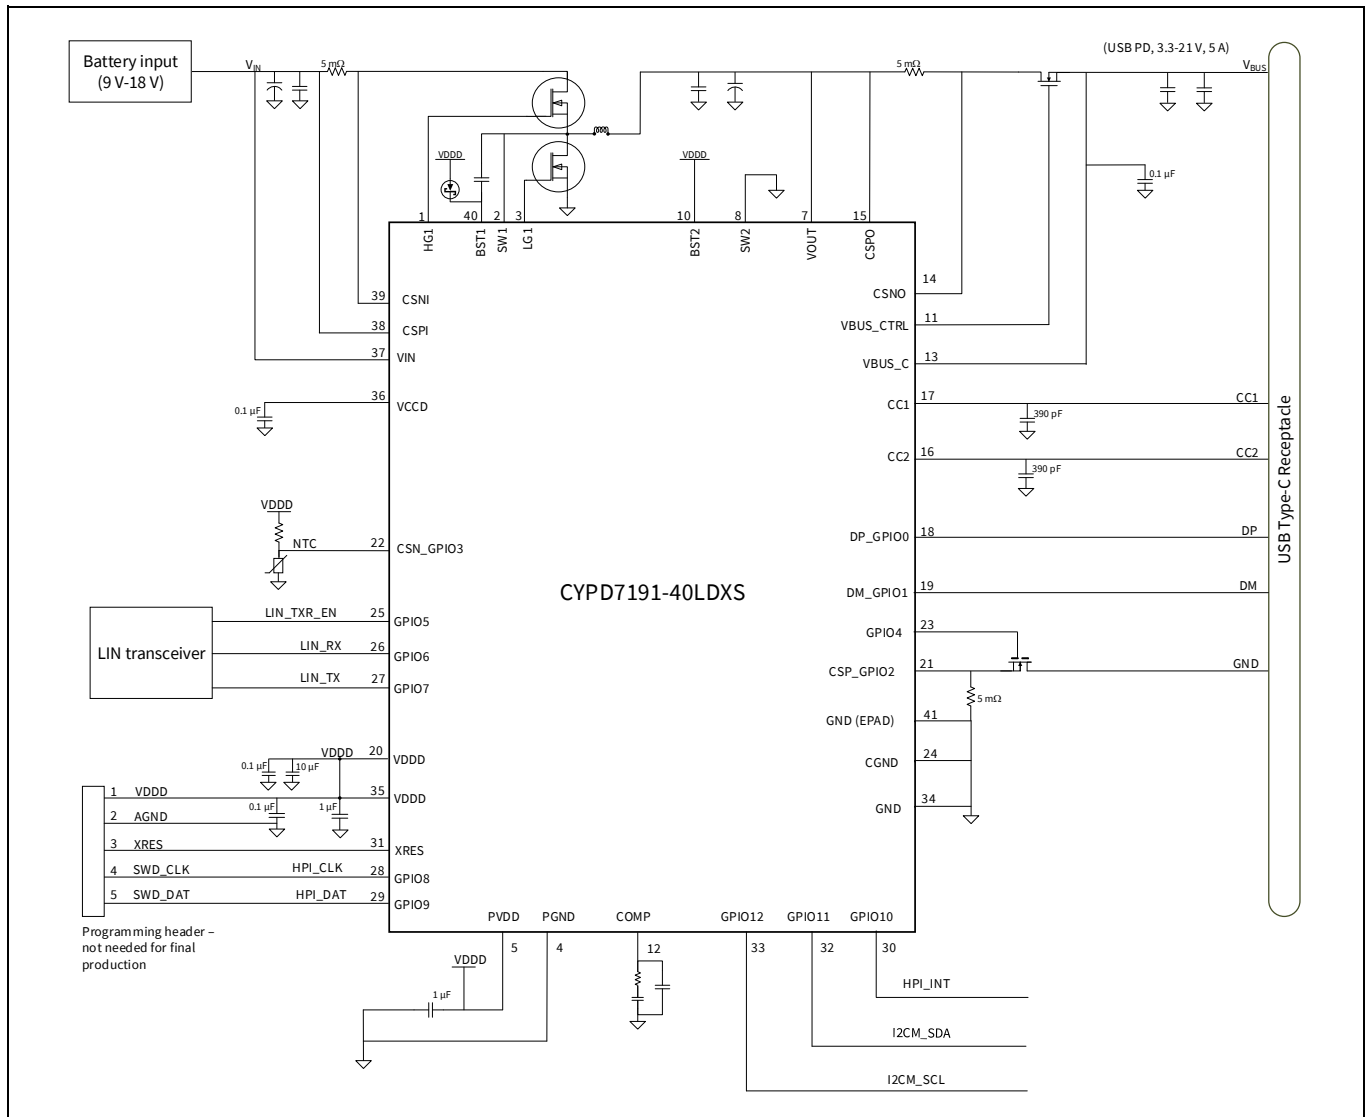 (USB PD, 3.3-21 V, 5 A)
Battery input
(9 V-18 V)
VIN
5 mΩ
5 mΩ
VBUS
VDDD
VDDD
0.1 µF
1
40
2
3
10
8
7
15
HG1
BST1
SW1
LG1
BST2
SW2
VOUT
CSPO
39
CSNI
38
CSPI
37
VIN
36
VCCD
0.1 µF
14
CSNO
11
VBUS_CTRL
13
VBUS_C
17
CC1
CC1
390 pF
16
CC2
CC2
390 pF
USB Type-C Receptacle
VDDD
NTC
22
CSN_GPIO3
18
DP_GPIO0
DP
CYPD7191-40LDXS
19
DM_GPIO1
DM
LIN transceiver
LIN_TXR_EN
25
GPIO5
LIN_RX
26
GPIO6
LIN_TX
27
GPIO7
23
GPIO4
21
CSP_GPIO2
GND
5 mΩ
41
GND (EPAD)
24
CGND
34
GND
VDDD
20
VDDD
0.1 µF
10 µF
1
VDDD
35
VDDD
0.1 µF
1 µF
2
AGND
3
XRES
31
XRES
4
SWD_CLK
HPI_CLK
28
GPIO8
5
SWD_DAT
HPI_DAT
29
GPIO9
Programming header –
not needed for final
production
PVDD
PGND
COMP
GPIO12
GPIO11
GPIO10
5
4
12
33
32
30
VDDD
1 µF
HPI_INT
I2CM_SDA
I2CM_SCL